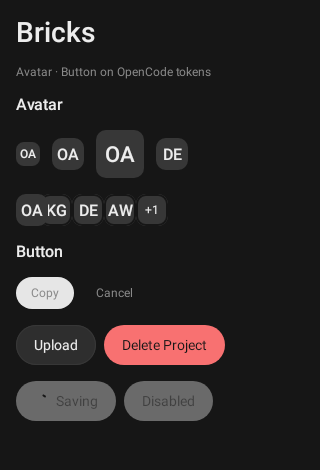 Bricks
Avatar · Button on OpenCode tokens
Avatar
OA OA OA DE
OA KG DE AW +1
Button
Copy Cancel
Upload Delete Project
Saving Disabled